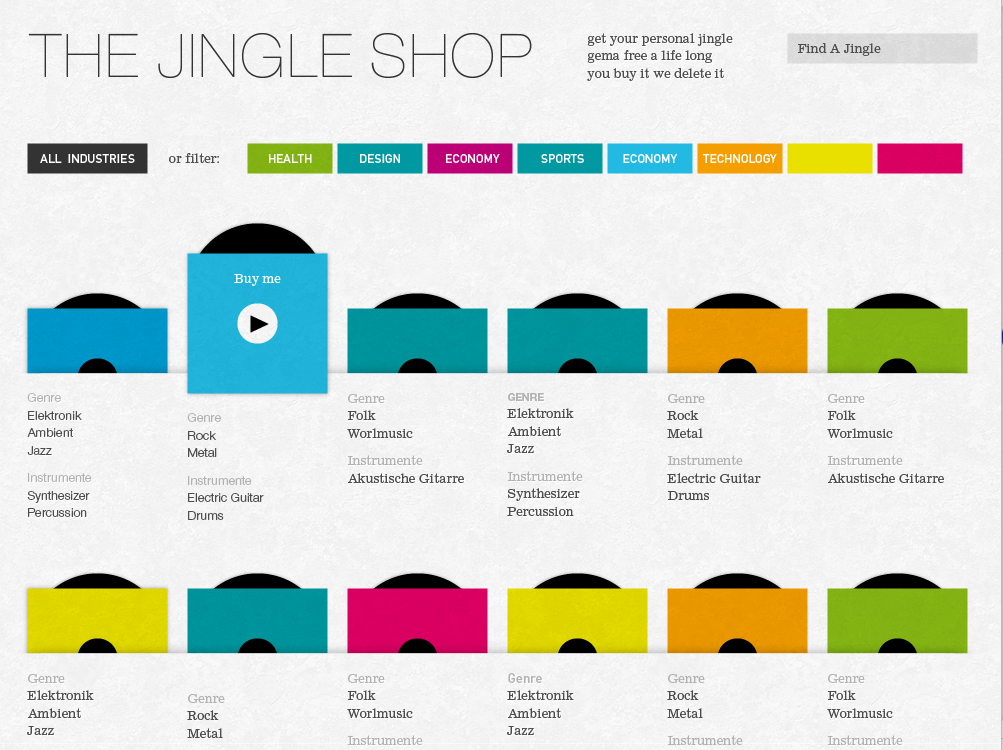 THE JINGLE SHOP
get your personal jingle
gema free a life long
you buy it we delete it
Find A Jingle
ALL INDUSTRIES
or filter:
HEALTH
DESIGN
ECONOMY
SPORTS
ECONOMY
TECHNOLOGY
Buy me
Genre
Elektronik
Ambient
Jazz
Instrumente
Synthesizer
Percussion
Genre
Rock
Metal
Instrumente
Electric Guitar
Drums
Genre
Folk
Worlmusic
Instrumente
Akustische Gitarre
GENRE
Elektronik
Ambient
Jazz
Instrumente
Synthesizer
Percussion
Genre
Rock
Metal
Instrumente
Electric Guitar
Drums
Genre
Folk
Worlmusic
Instrumente
Akustische Gitarre
Genre
Elektronik
Ambient
Jazz
Genre
Rock
Metal
Genre
Folk
Worlmusic
Instrumente
Genre
Elektronik
Ambient
Jazz
Genre
Rock
Metal
Instrumente
Genre
Folk
Worlmusic
Instrumente